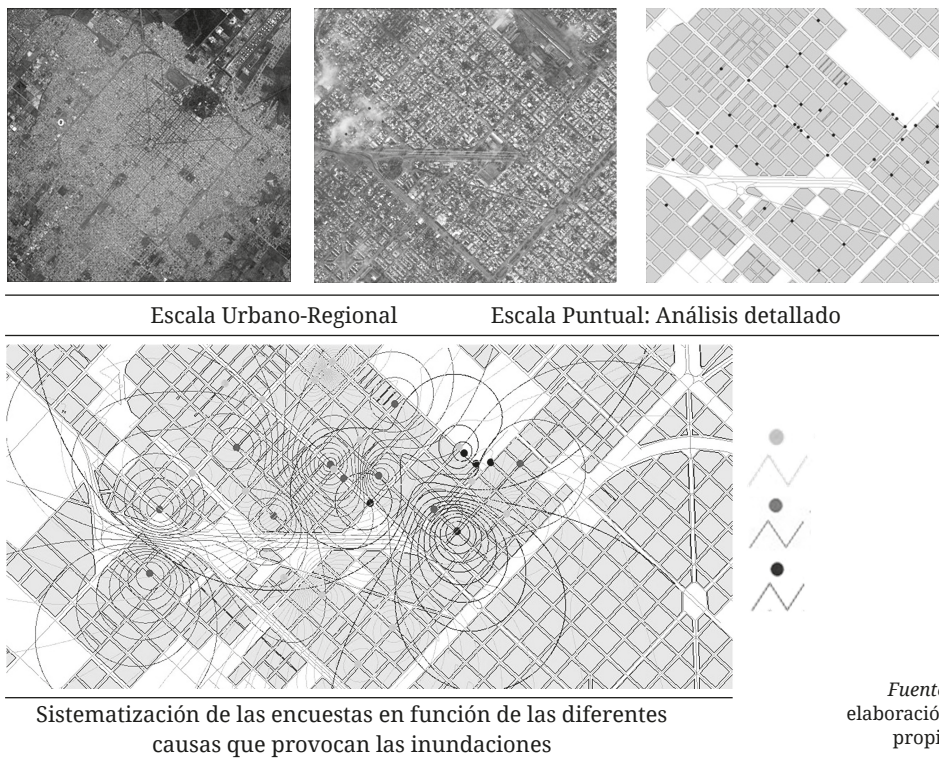 Escala Urbano-Regional
Escala Puntual: Análisis detallado
Sistematización de las encuestas en función de las diferentes
causas que provocan las inundaciones
Fuente
elaboració
propi